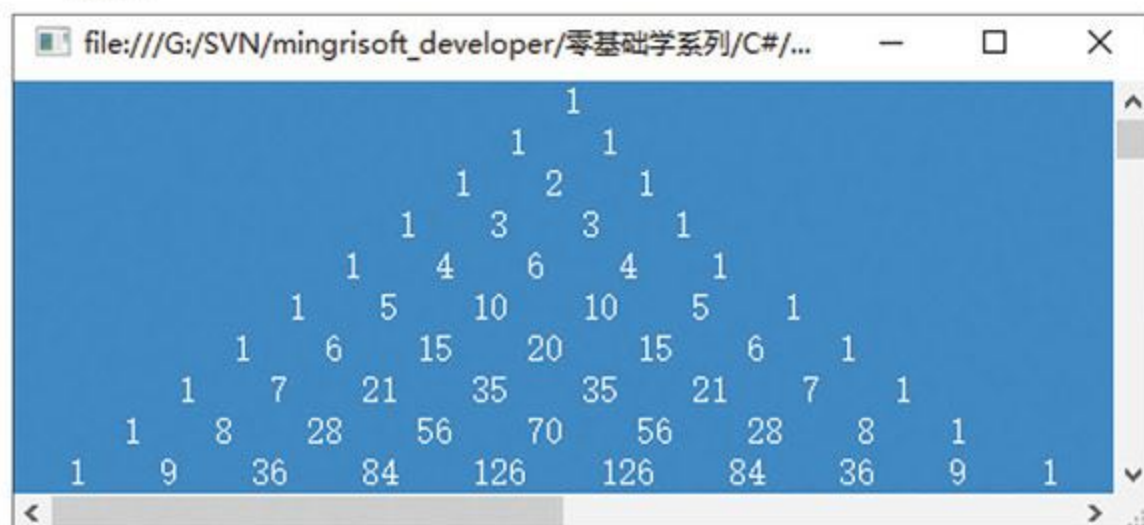 file:///G:/SVN/mingrisoft_developer/零基础学系列/C#/...
1
1 1
1 2 1
1 3 3 1
1 4 6 4 1
1 5 10 10 5 1
1 6 15 20 15 6 1
1 7 21 35 35 21 7 1
1 8 28 56 70 56 28 8 1
1 9 36 84 126 126 84 36 9 1